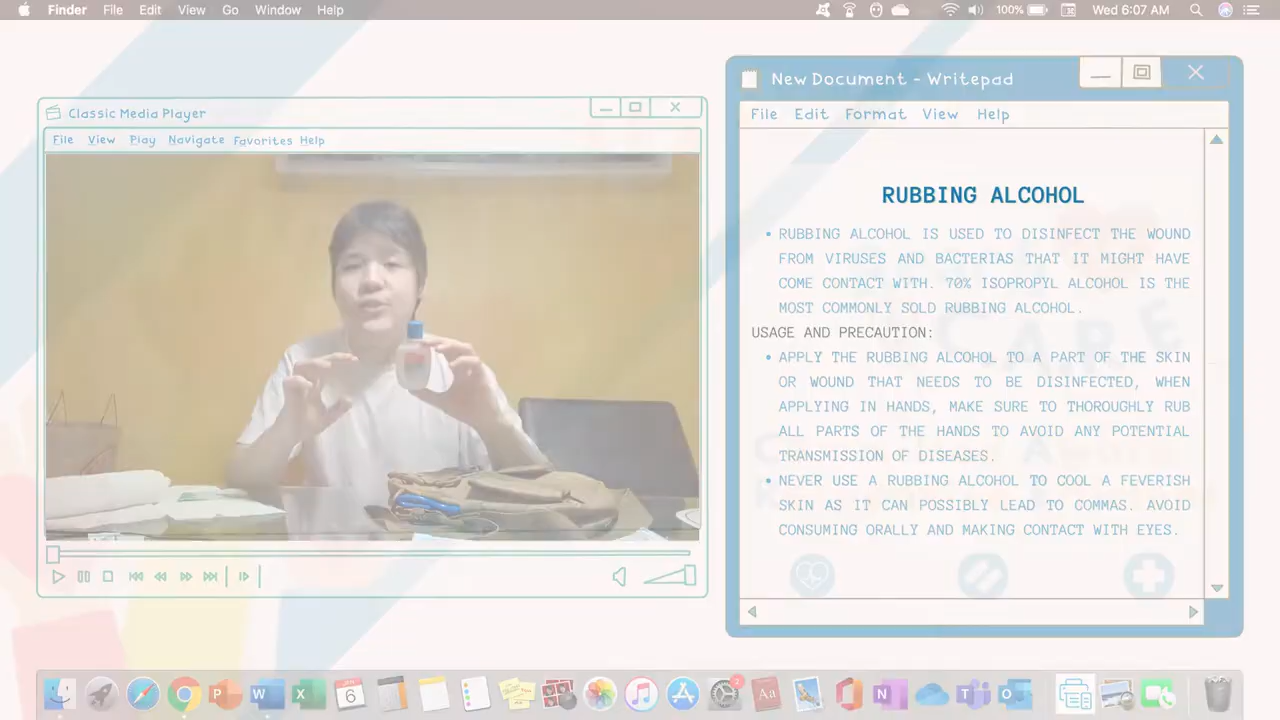 Finder File Edit View Go Window Help 100% Wed 6:07 AM
Classic Media Player
File View Play Navigate Favorites Help
New Document - Writepad
File Edit Format View Help
RUBBING ALCOHOL
• RUBBING ALCOHOL IS USED TO DISINFECT THE WOUND
FROM VIRUSES AND BACTERIAS THAT IT MIGHT HAVE
COME CONTACT WITH. 70% ISOPROPYL ALCOHOL IS THE
MOST COMMONLY SOLD RUBBING ALCOHOL.
USAGE AND PRECAUTION:
• APPLY THE RUBBING ALCOHOL TO A PART OF THE SKIN
OR WOUND THAT NEEDS TO BE DISINFECTED, WHEN
APPLYING IN HANDS, MAKE SURE TO THOROUGHLY RUB
ALL PARTS OF THE HANDS TO AVOID ANY POTENTIAL
TRANSMISSION OF DISEASES.
• NEVER USE A RUBBING ALCOHOL TO COOL A FEVERISH
SKIN AS IT CAN POSSIBLY LEAD TO COMMAS. AVOID
CONSUMING ORALLY AND MAKING CONTACT WITH EYES.
CARE
P W X 6 Aa N T O 2